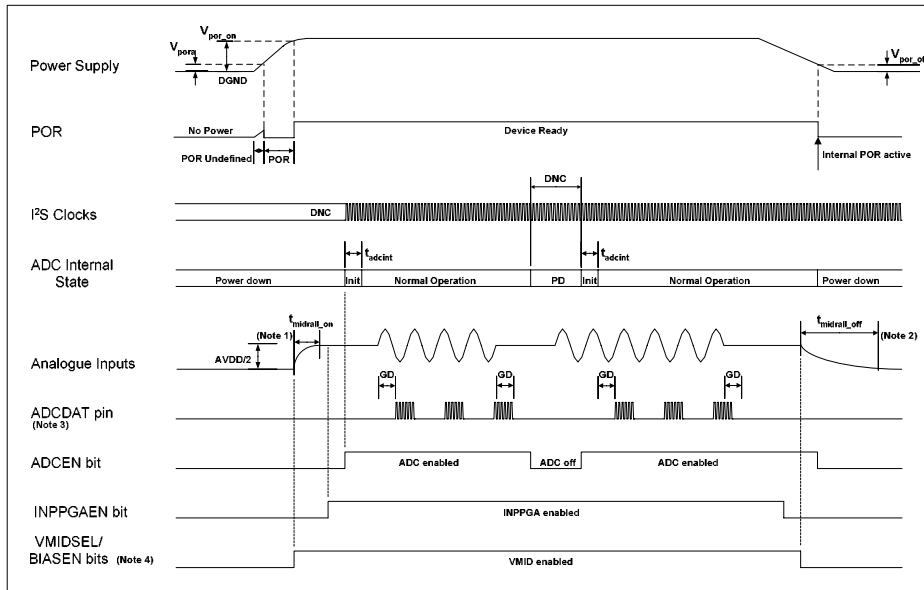 V_por_on
V_pora
Power Supply
DGND
V_por_of
POR
No Power
Device Ready
POR Undefined
POR
Internal POR active
DNC
I²S Clocks
DNC
t_adcint
t_adcint
ADC Internal
State
Power down
Init
Normal Operation
PD
Init
Normal Operation
Power down
t_midrail_on
t_midrail_off
(Note 1)
(Note 2)
Analogue Inputs
AVDD/2
GD
GD
GD
GD
ADCDAT pin
(Note 3)
ADCEN bit
ADC enabled
ADC off
ADC enabled
INPPGAEN bit
INPPGA enabled
VMIDSEL/
BIASEN bits (Note 4)
VMID enabled